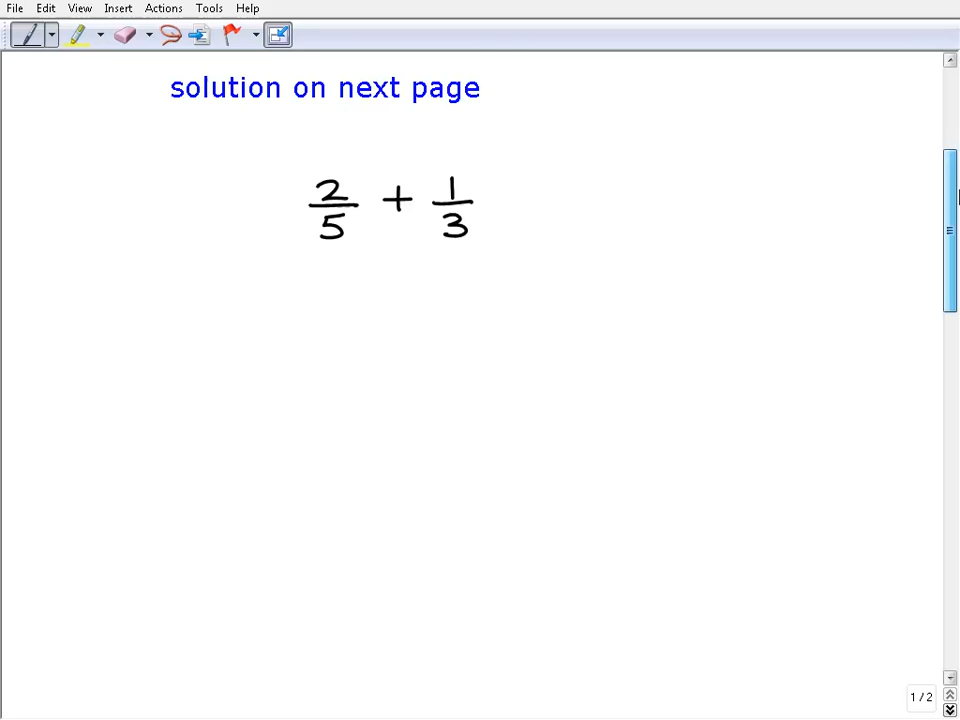 File Edit View Insert Actions Tools Help
solution on next page
2/5 + 1/3
1 / 2